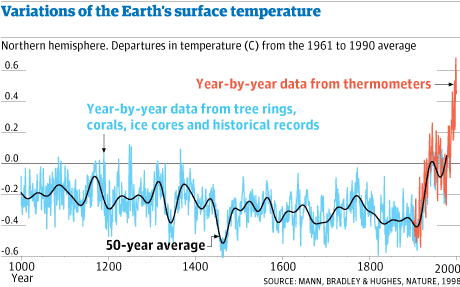 Variations of the Earth's surface temperature
Northern hemisphere. Departures in temperature (C) from the 1961 to 1990 average
0.6
Year-by-year data from thermometers
0.4
Year-by-year data from tree rings,
corals, ice cores and historical records
0.2
0.0
-0.2
-0.4
50-year average
-0.6
1000 1200 1400 1600 1800 2000
Year
SOURCE: MANN, BRADLEY & HUGHES, NATURE, 1998